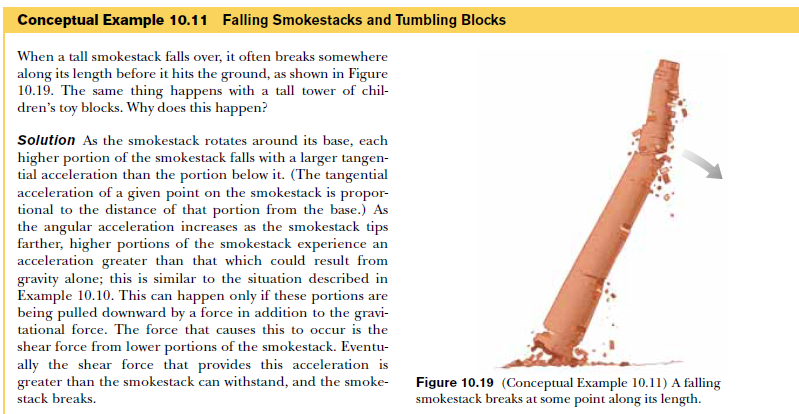 Conceptual Example 10.11 Falling Smokestacks and Tumbling Blocks
When a tall smokestack falls over, it often breaks somewhere
along its length before it hits the ground, as shown in Figure
10.19. The same thing happens with a tall tower of chil-
dren's toy blocks. Why does this happen?
Solution As the smokestack rotates around its base, each
higher portion of the smokestack falls with a larger tangen-
tial acceleration than the portion below it. (The tangential
acceleration of a given point on the smokestack is propor-
tional to the distance of that portion from the base.) As
the angular acceleration increases as the smokestack tips
farther, higher portions of the smokestack experience an
acceleration greater than that which could result from
gravity alone; this is similar to the situation described in
Example 10.10. This can happen only if these portions are
being pulled downward by a force in addition to the gravi-
tational force. The force that causes this to occur is the
shear force from lower portions of the smokestack. Eventu-
ally the shear force that provides this acceleration is
greater than the smokestack can withstand, and the smoke-
stack breaks.
Figure 10.19 (Conceptual Example 10.11) A falling
smokestack breaks at some point along its length.